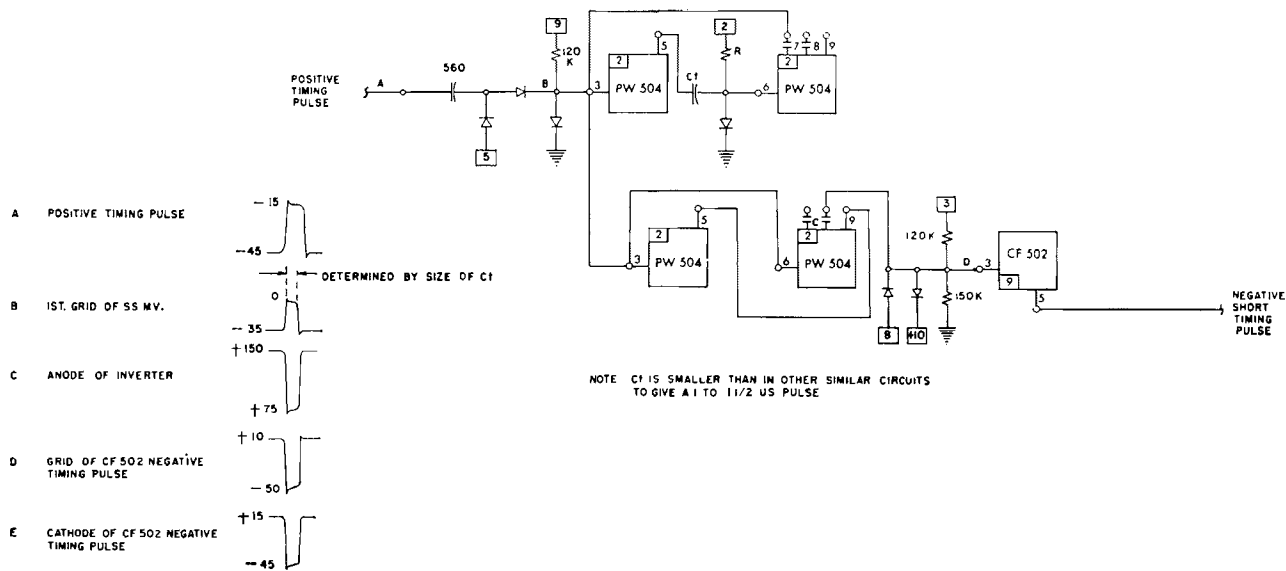 9
120
K
5
2
PW 504
2
R
Ct
6
7 8 9
2
PW 504
POSITIVE
TIMING
PULSE
A
560
B
3
5
A POSITIVE TIMING PULSE
-15
-45
DETERMINED BY SIZE OF Ct
B 1ST. GRID OF SS MV.
0
-35
C ANODE OF INVERTER
+150
+75
D GRID OF CF 502 NEGATIVE
TIMING PULSE
+10
-50
E CATHODE OF CF 502 NEGATIVE
TIMING PULSE
+15
-45
3
2
5
PW 504
6
C
9
2
PW 504
8
+10
3
120K
150K
D
3
CF 502
9
5
NEGATIVE
SHORT
TIMING
PULSE
NOTE Ct IS SMALLER THAN IN OTHER SIMILAR CIRCUITS
TO GIVE A 1 TO 1 1/2 US PULSE